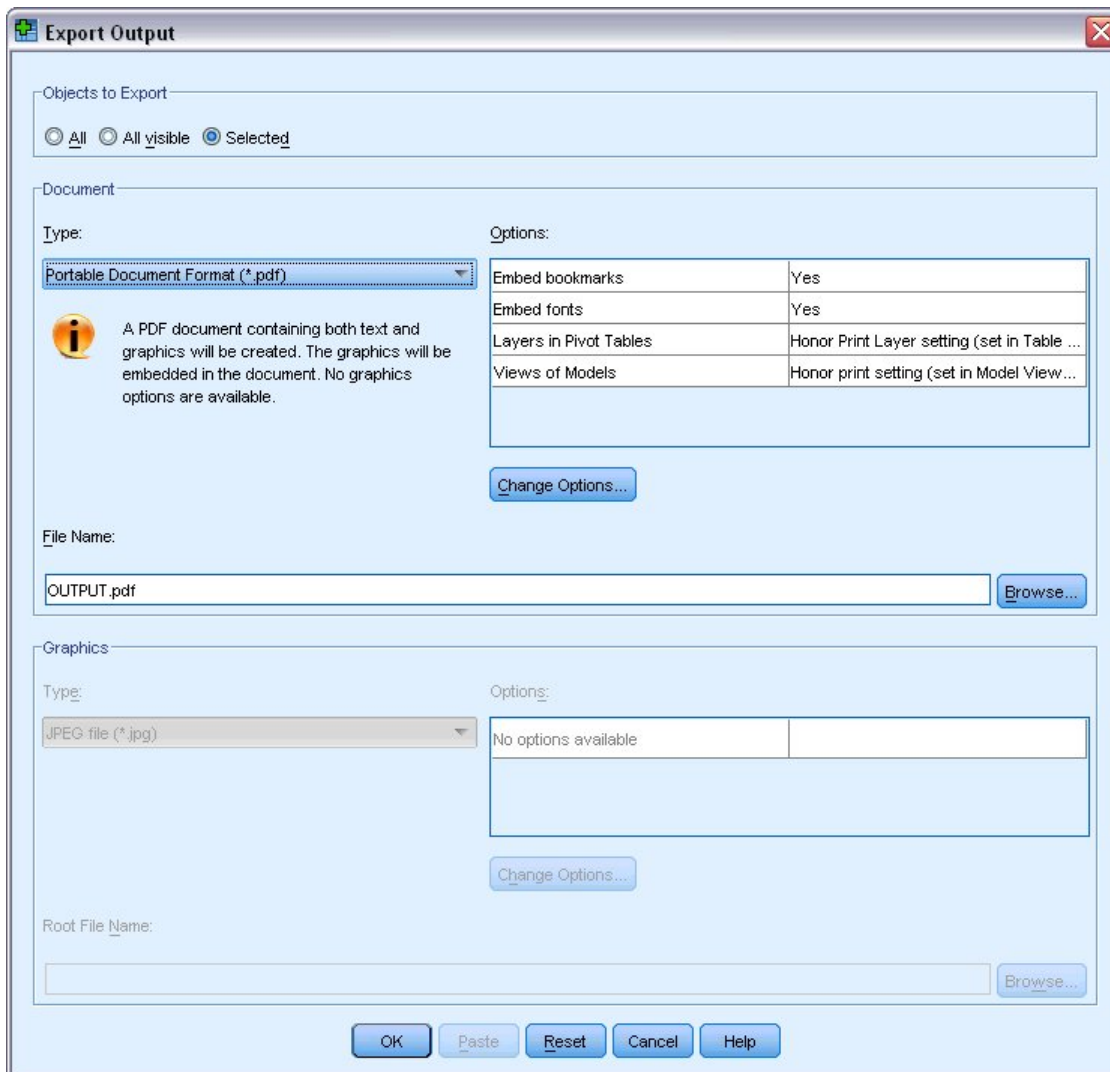 Export Output
Objects to Export
All All visible Selected
Document
Type:
Portable Document Format (*.pdf)
A PDF document containing both text and
graphics will be created. The graphics will be
embedded in the document. No graphics
options are available.
Options:
Embed bookmarks Yes
Embed fonts Yes
Layers in Pivot Tables Honor Print Layer setting (set in Table ...
Views of Models Honor print setting (set in Model View...
Change Options...
File Name:
OUTPUT.pdf
Browse...
Graphics
Type:
JPEG file (*.jpg)
Options:
No options available
Change Options...
Root File Name:
Browse...
OK Paste Reset Cancel Help